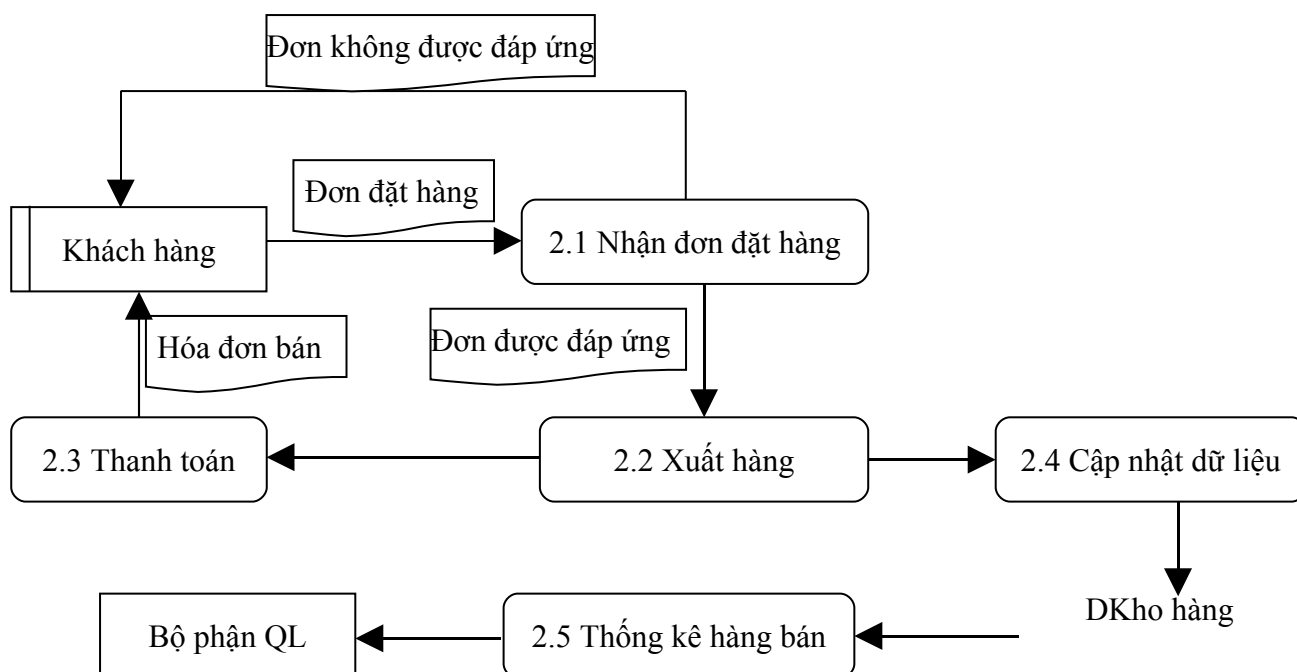 Đơn không được đáp ứng
Đơn đặt hàng
Khách hàng
2.1 Nhận đơn đặt hàng
Hóa đơn bán
Đơn được đáp ứng
2.3 Thanh toán
2.2 Xuất hàng
2.4 Cập nhật dữ liệu
DKho hàng
Bộ phận QL
2.5 Thống kê hàng bán